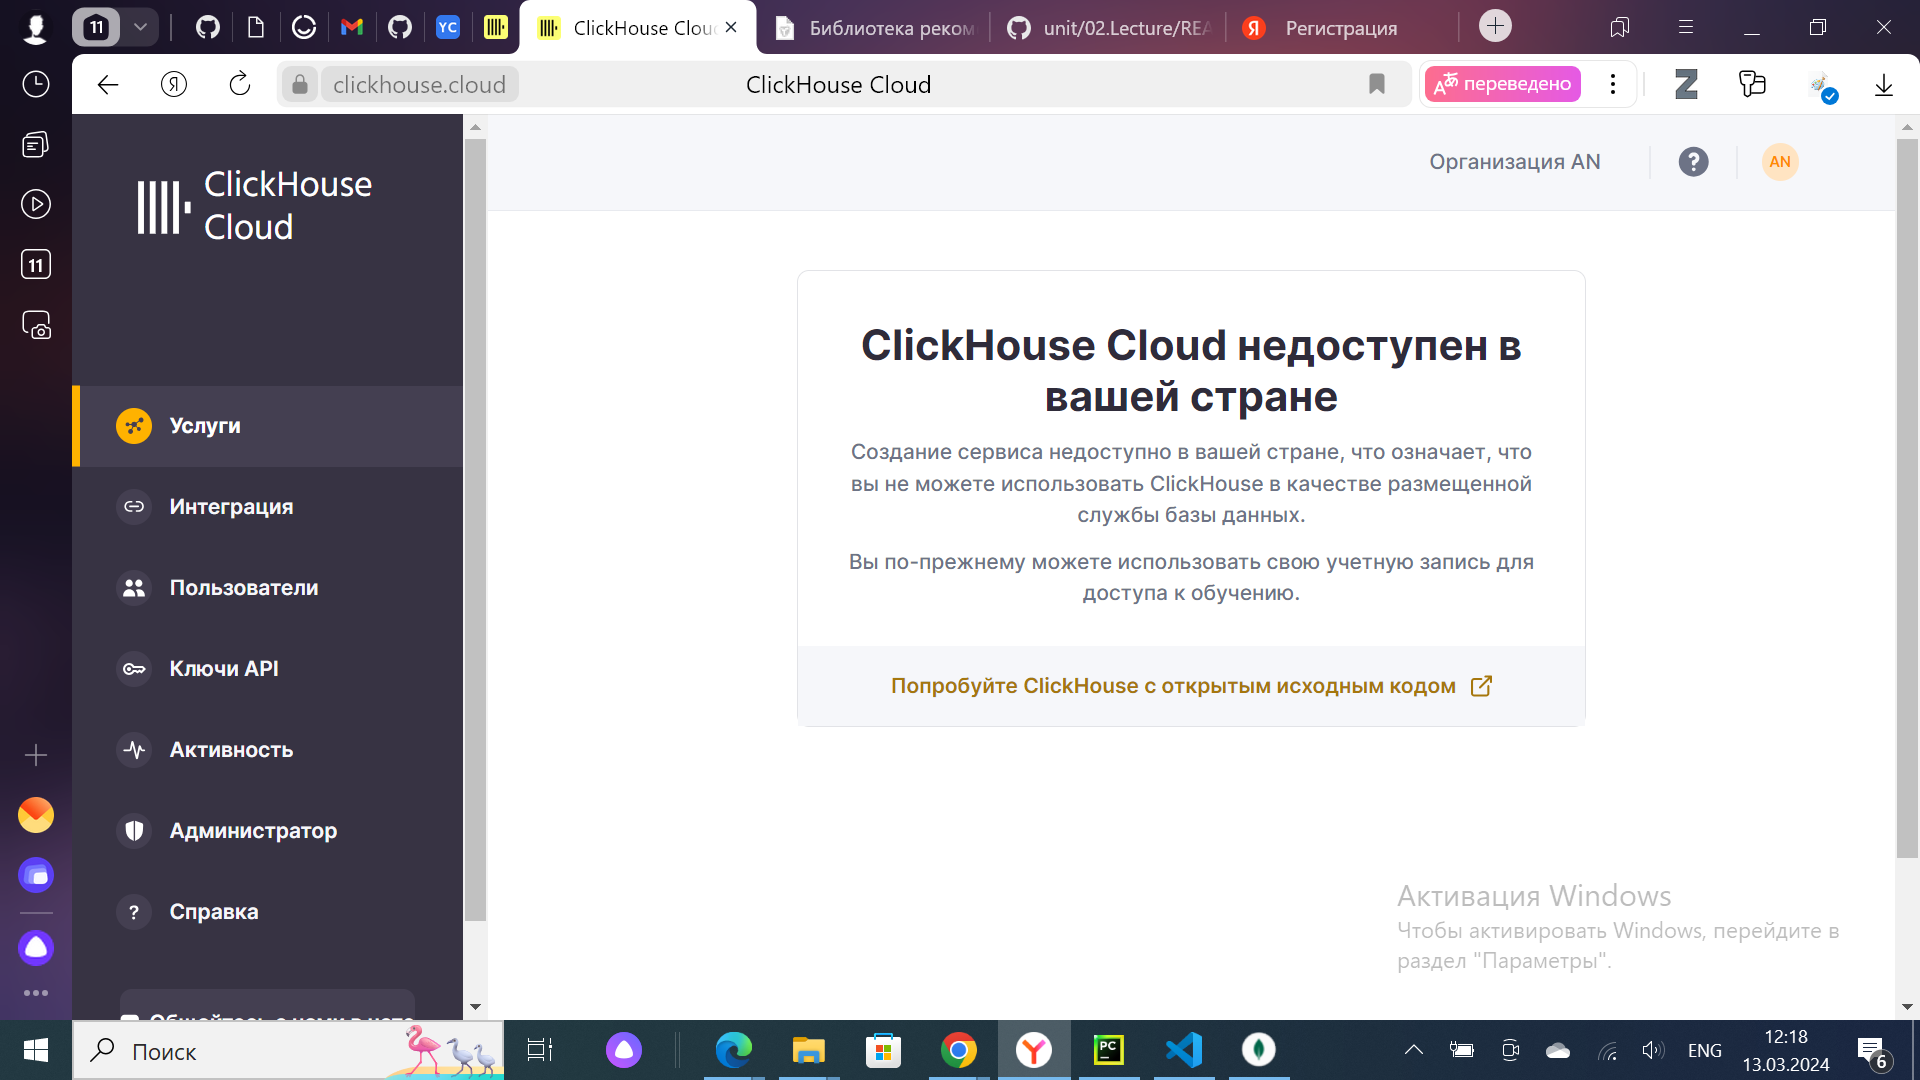 11
YC
ClickHouse Clou
Библиотека реком
unit/02.Lecture/REA
Я
Регистрация
Я
clickhouse.cloud
ClickHouse Cloud
переведено
11
ClickHouse
Cloud
Организация AN
?
AN
Услуги
Интеграция
Пользователи
Ключи API
Активность
Администратор
?
Справка
ClickHouse Cloud недоступен в
вашей стране
Создание сервиса недоступно в вашей стране, что означает, что
вы не можете использовать ClickHouse в качестве размещенной
службы базы данных.
Вы по-прежнему можете использовать свою учетную запись для
доступа к обучению.
Попробуйте ClickHouse с открытым исходным кодом
Активация Windows
Чтобы активировать Windows, перейдите в
раздел "Параметры".
Поиск
PC
ENG
12:18
13.03.2024
6